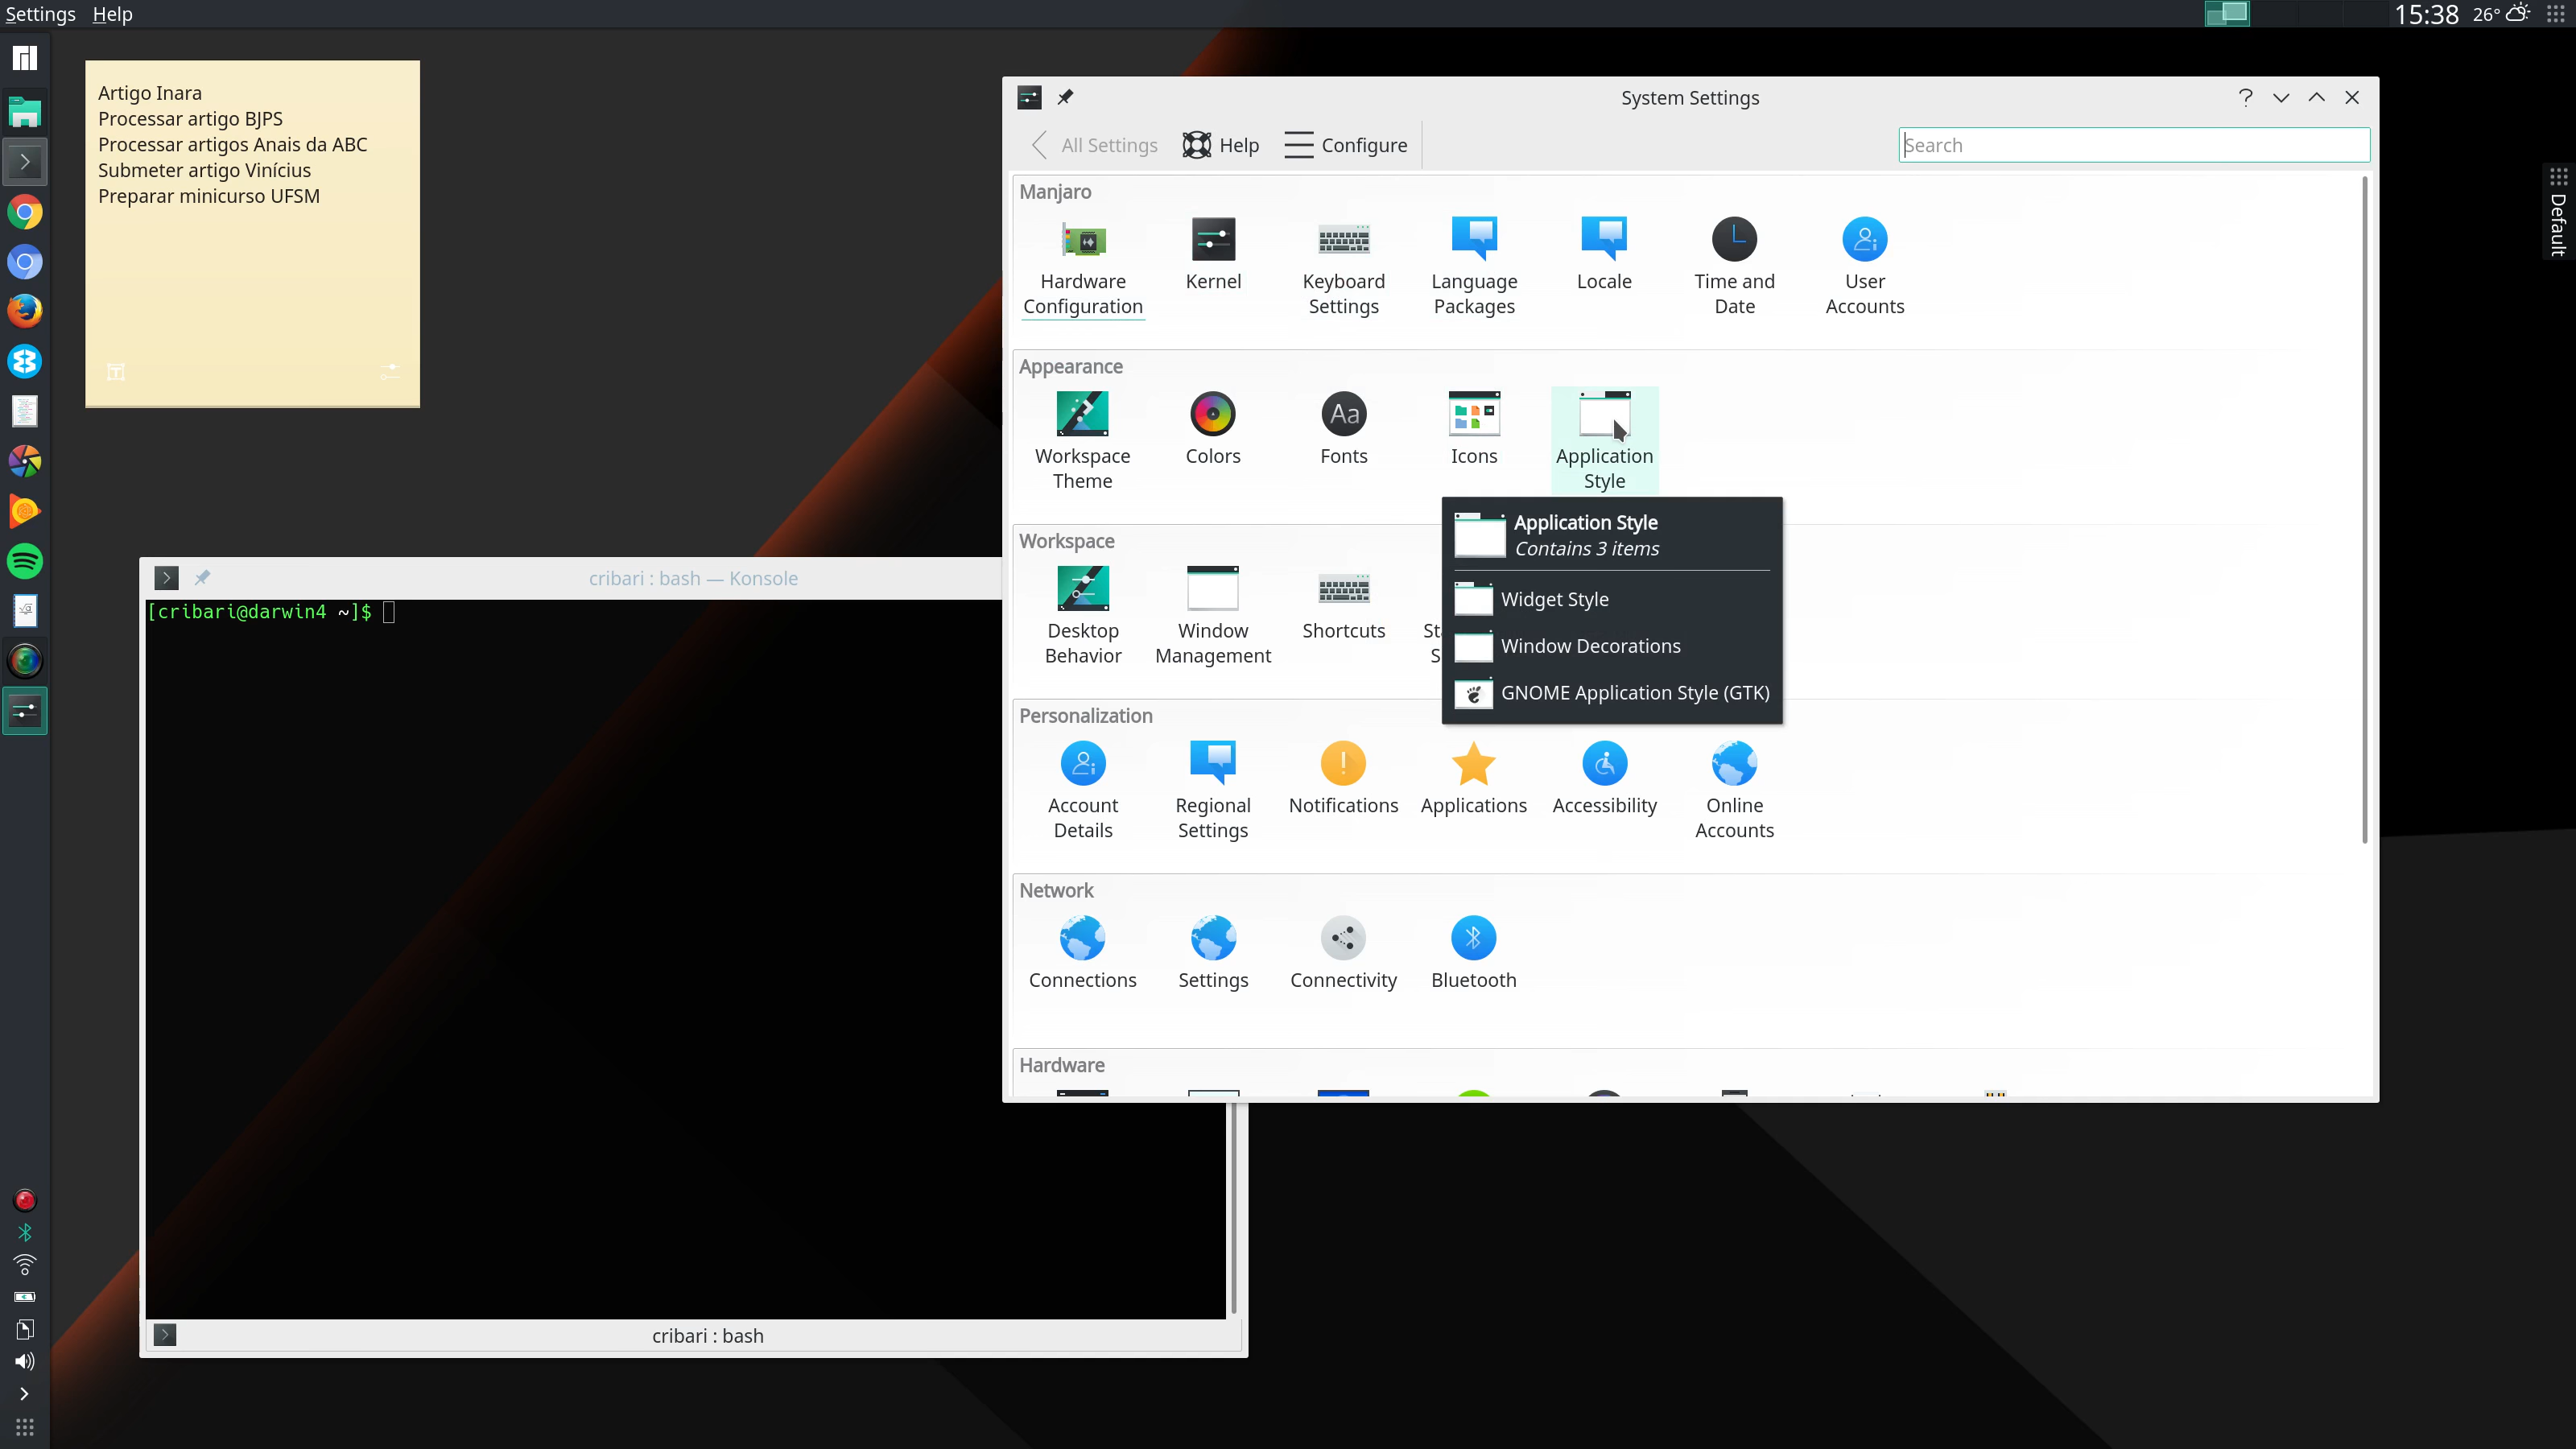 Settings Help
15:38 26°
Artigo Inara
Processar artigo BJPS
Processar artigos Anais da ABC
Submeter artigo Vinícius
Preparar minicurso UFSM
Default
System Settings
All Settings Help Configure
Search
Manjaro
Hardware Configuration
Kernel
Keyboard Settings
Language Packages
Locale
Time and Date
User Accounts
Appearance
Workspace Theme
Colors
Fonts
Aa
Icons
Application Style
Application Style
Contains 3 items
Widget Style
Window Decorations
GNOME Application Style (GTK)
Workspace
Desktop Behavior
Window Management
Shortcuts
Personalization
Account Details
Regional Settings
Notifications
Applications
Accessibility
Online Accounts
Network
Connections
Settings
Connectivity
Bluetooth
Hardware
cribari : bash — Konsole
[cribari@darwin4 ~]$
cribari : bash